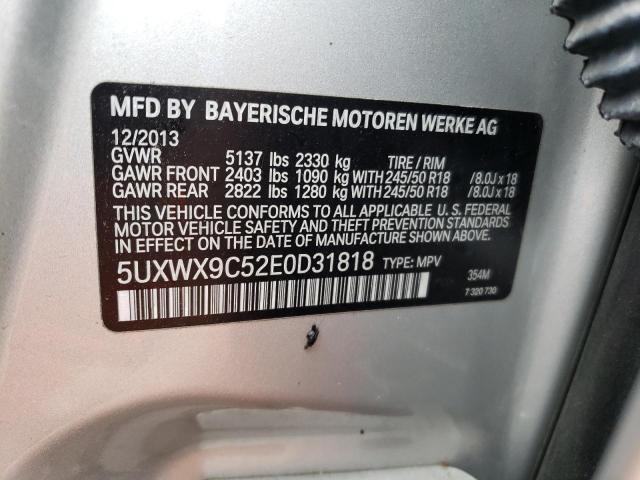 MFD BY BAYERISCHE MOTOREN WERKE AG
12/2013
GVWR 5137 lbs 2330 kg TIRE / RIM
GAWR FRONT 2403 lbs 1090 kg WITH 245/50 R18 / 8.0J x 18
GAWR REAR 2822 lbs 1280 kg WITH 245/50 R18 / 8.0J x 18
THIS VEHICLE CONFORMS TO ALL APPLICABLE U. S. FEDERAL
MOTOR VEHICLE SAFETY AND THEFT PREVENTION STANDARDS
IN EFFECT ON THE DATE OF MANUFACTURE SHOWN ABOVE.
5UXWX9C52E0D31818 TYPE: MPV
354M
7 320 730